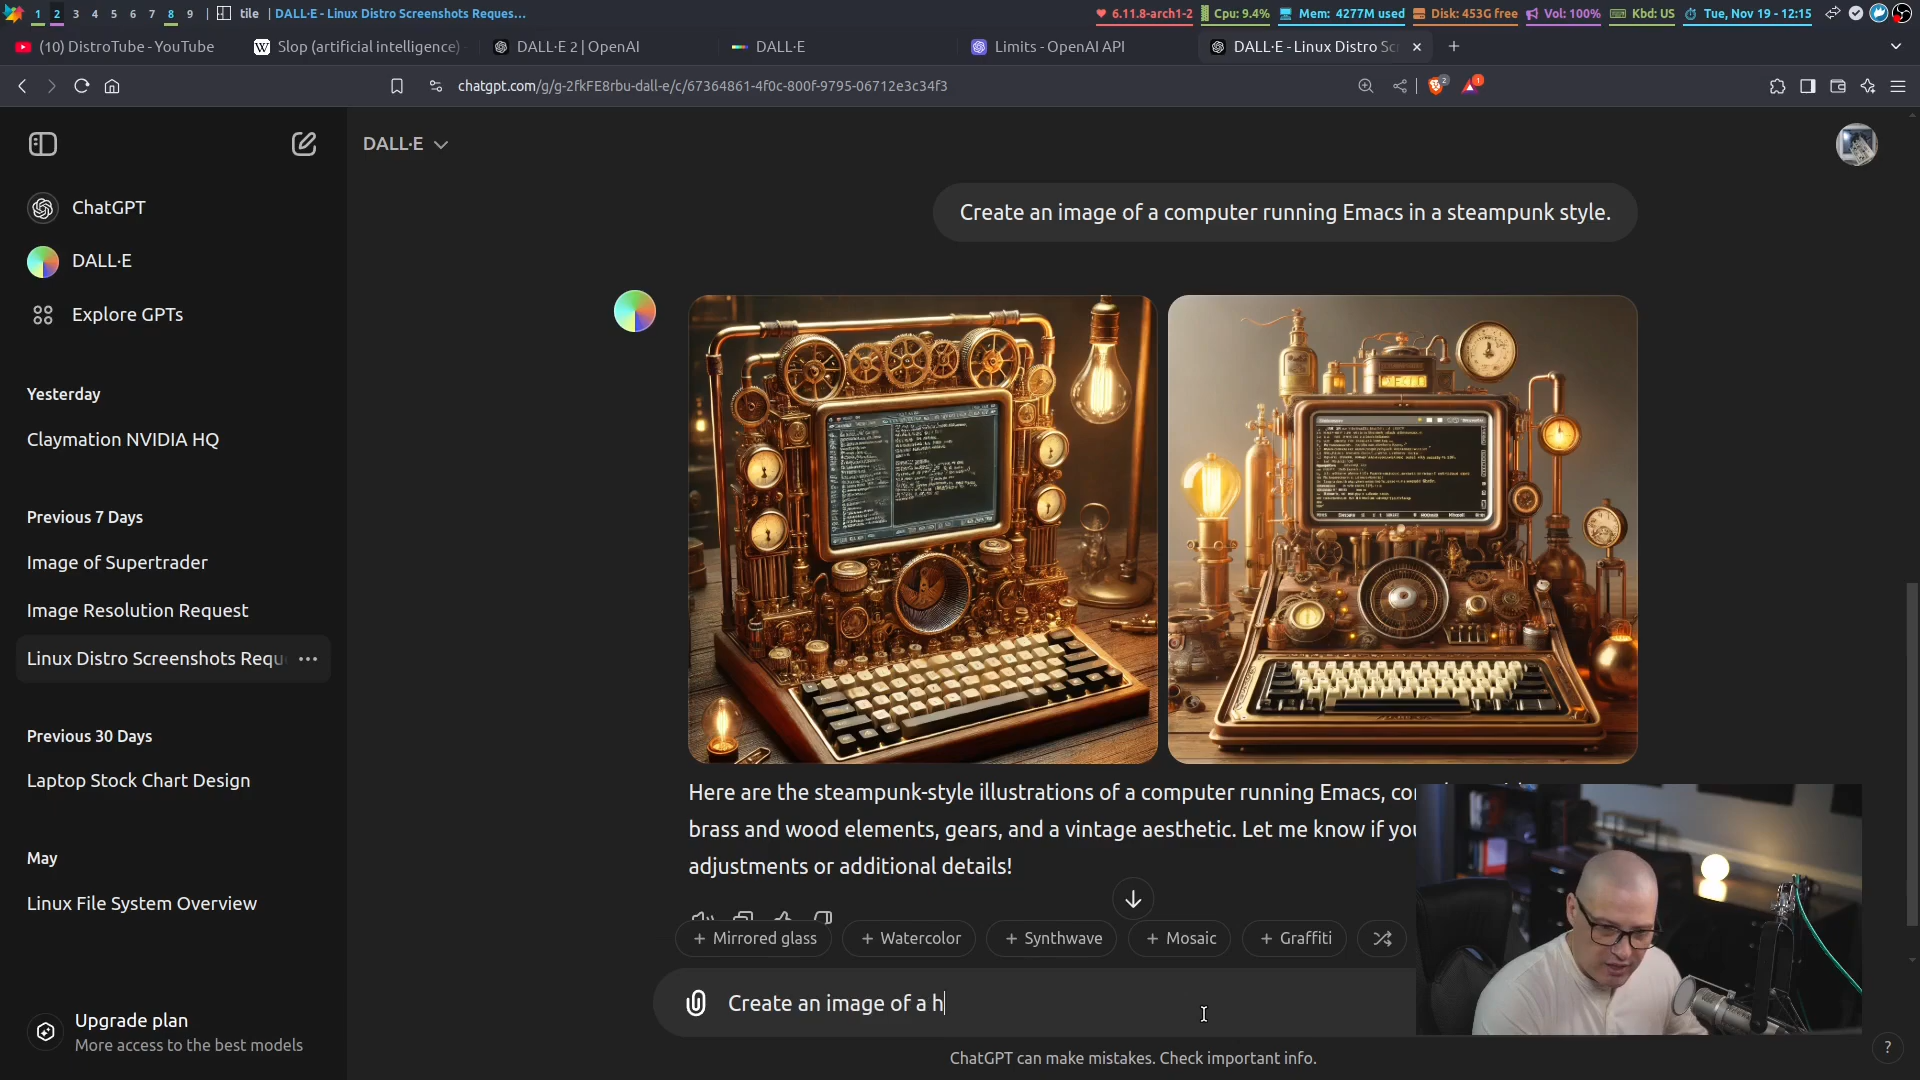 1 2 3 4 5 6 7 8 9 | tile | DALL·E - Linux Distro Screenshots Reques...
6.11.8-arch1-2 Cpu: 9.4% Mem: 4277M used Disk: 453G free Vol: 100% Kbd: US Tue, Nov 19 - 12:15
(10) DistroTube - YouTube
Slop (artificial intelligence)
DALL·E 2 | OpenAI
DALL·E
Limits - OpenAI API
DALL·E - Linux Distro Sc
chatgpt.com/g/g-2fkFE8rbu-dall-e/c/67364861-4f0c-800f-9795-06712e3c34f3
2
1
ChatGPT
DALL·E
Explore GPTs
Yesterday
Claymation NVIDIA HQ
Previous 7 Days
Image of Supertrader
Image Resolution Request
Linux Distro Screenshots Requ
Previous 30 Days
Laptop Stock Chart Design
May
Linux File System Overview
Upgrade plan
More access to the best models
DALL·E
Create an image of a computer running Emacs in a steampunk style.
Here are the steampunk-style illustrations of a computer running Emacs, co
brass and wood elements, gears, and a vintage aesthetic. Let me know if you
adjustments or additional details!
+ Mirrored glass
+ Watercolor
+ Synthwave
+ Mosaic
+ Graffiti
Create an image of a h
ChatGPT can make mistakes. Check important info.
?